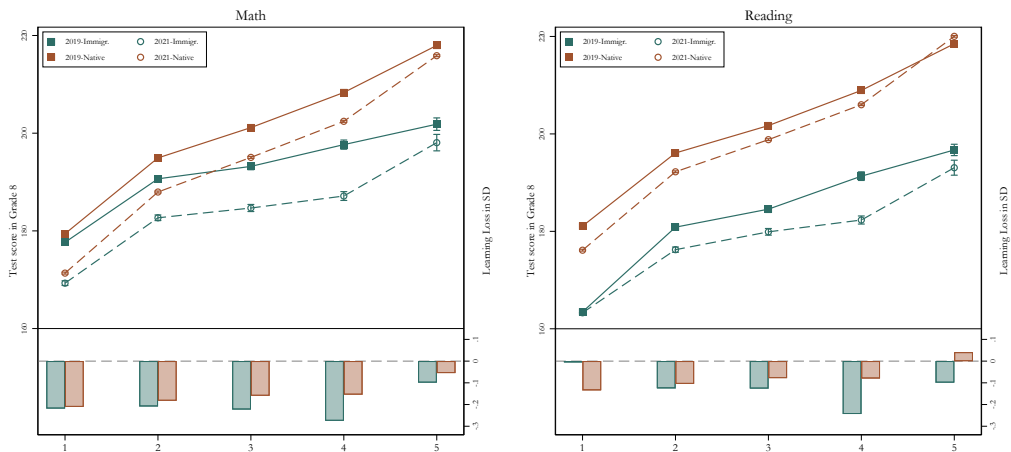 Math
220
2019-Immigr. 2021-Immigr.
2019-Native 2021-Native
200
180
160
Test score in Grade 8
Learning Loss in SD
.1
0
-.1
-.2
-.3
1 2 3 4 5
Reading
220
2019-Immigr. 2021-Immigr.
2019-Native 2021-Native
200
180
160
Test score in Grade 8
Learning Loss in SD
.1
0
-.1
-.2
-.3
1 2 3 4 5